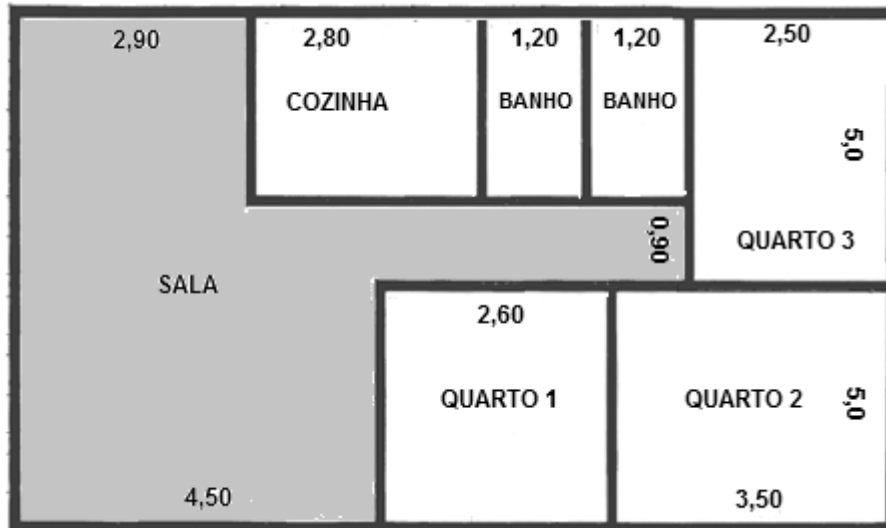 2,90 2,80 1,20 1,20 2,50
COZINHA BANHO BANHO
5,0
0,90 QUARTO 3
SALA
2,60
QUARTO 1 QUARTO 2 5,0
4,50 3,50